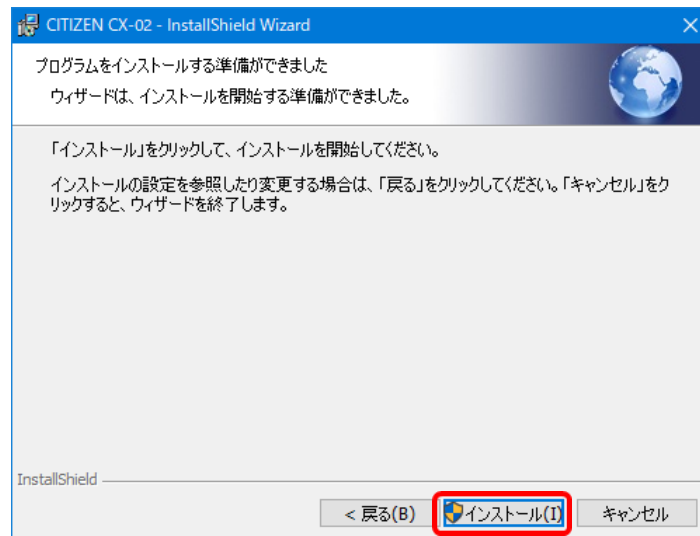 CITIZEN CX-02 - InstallShield Wizard
プログラムをインストールする準備ができました
ウィザードは、インストールを開始する準備ができました。
「インストール」をクリックして、インストールを開始してください。
インストールの設定を参照したり変更する場合は、「戻る」をクリックしてください。「キャンセル」をク
リックすると、ウィザードを終了します。
InstallShield
< 戻る(B) インストール(I) キャンセル